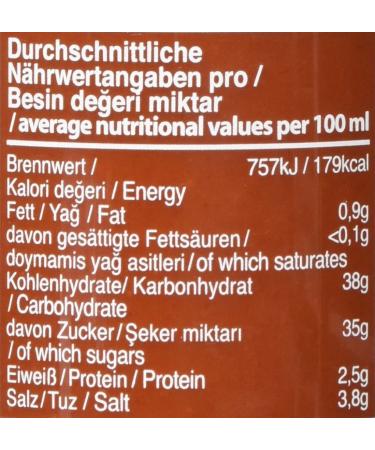 Durchschnittliche
Nährwertangaben pro /
Besin değeri miktar
/ average nutritional values per 100 ml
Brennwert / 757kJ / 179kcal
Kalori değeri / Energy
Fett / Yağ / Fat 0,9g
davon gesättigte Fettsäuren / <0,1g
doymamis yağ asitleri / of which saturates
Kohlenhydrate/ Karbonhydrat 38g
/ Carbohydrate
davon Zucker / Şeker miktarı 35g
/ of which sugars
Eiweiß / Protein / Protein 2,5g
Salz / Tuz / Salt 3,8g